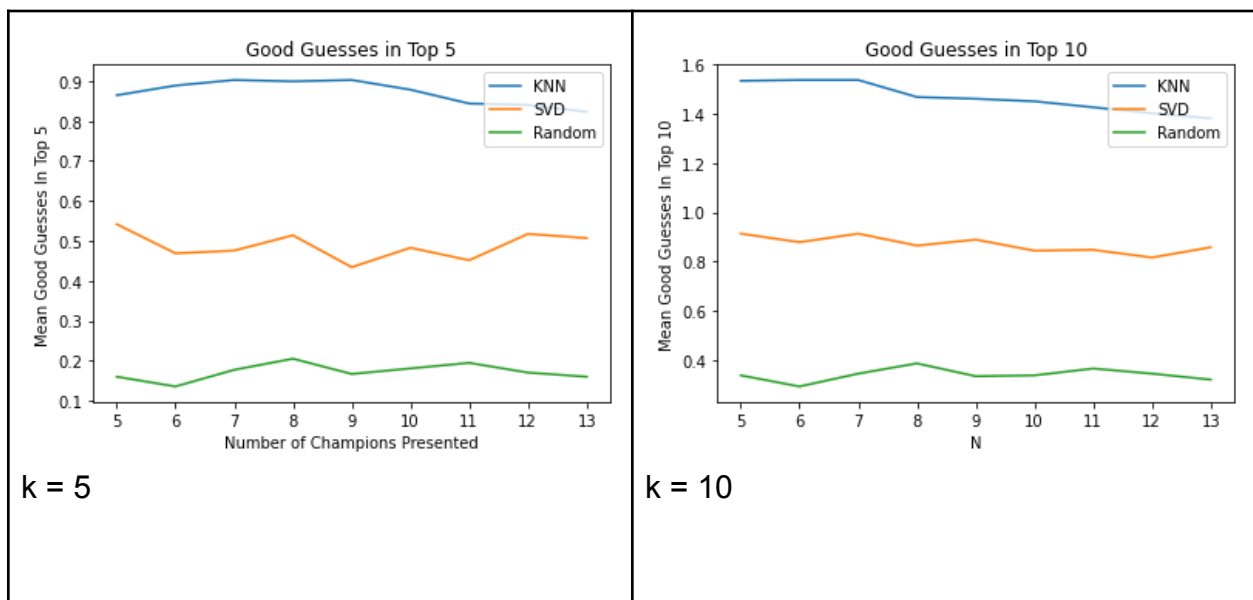 Good Guesses in Top 5
Mean Good Guesses In Top 5
0.9
0.8
0.7
0.6
0.5
0.4
0.3
0.2
0.1
KNN
SVD
Random
5 6 7 8 9 10 11 12 13
Number of Champions Presented
k = 5
Good Guesses in Top 10
Mean Good Guesses In Top 10
1.6
1.4
1.2
1.0
0.8
0.6
0.4
KNN
SVD
Random
5 6 7 8 9 10 11 12 13
N
k = 10